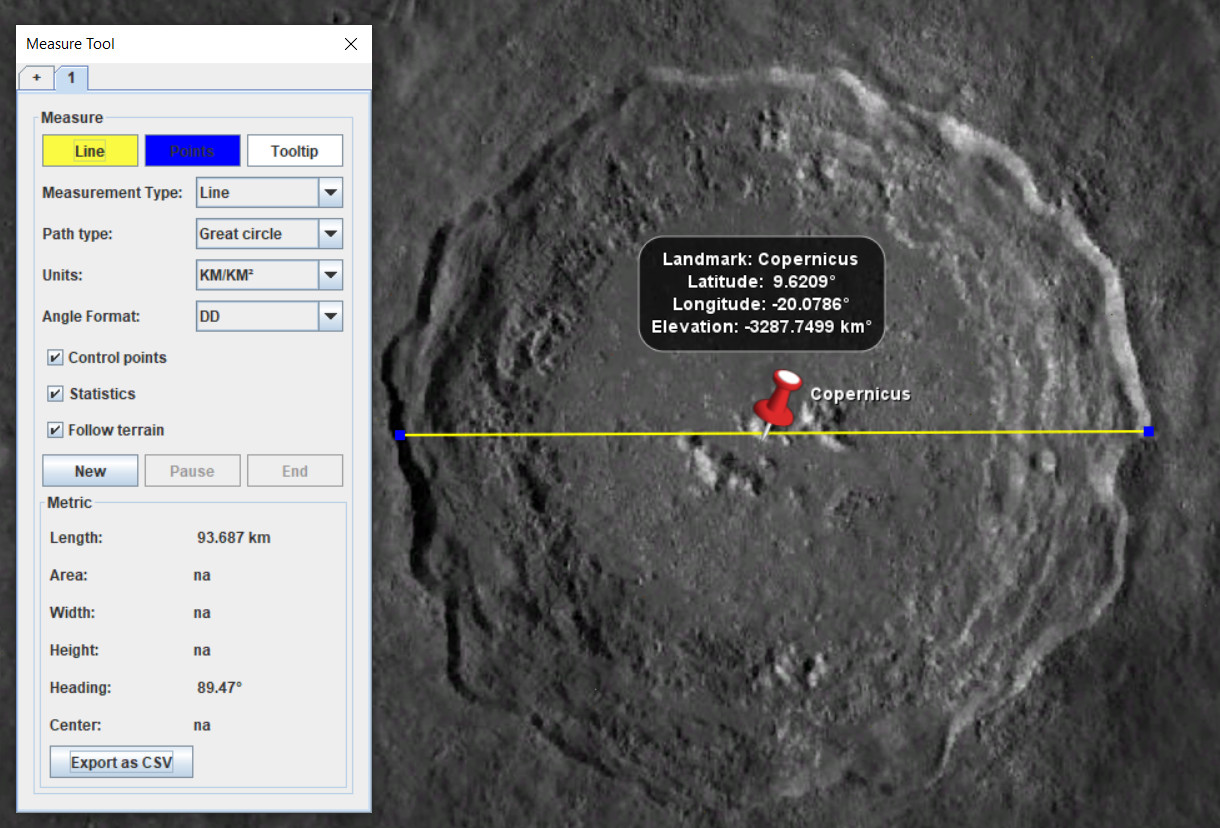 Measure Tool
+ 1
Measure
Line Points Tooltip
Measurement Type: Line
Path type: Great circle
Units: KM/KM²
Angle Format: DD
Control points
Statistics
Follow terrain
New Pause End
Metric
Length: 93.687 km
Area: na
Width: na
Height: na
Heading: 89.47°
Center: na
Export as CSV
Landmark: Copernicus
Latitude: 9.6209°
Longitude: -20.0786°
Elevation: -3287.7499 km°
Copernicus